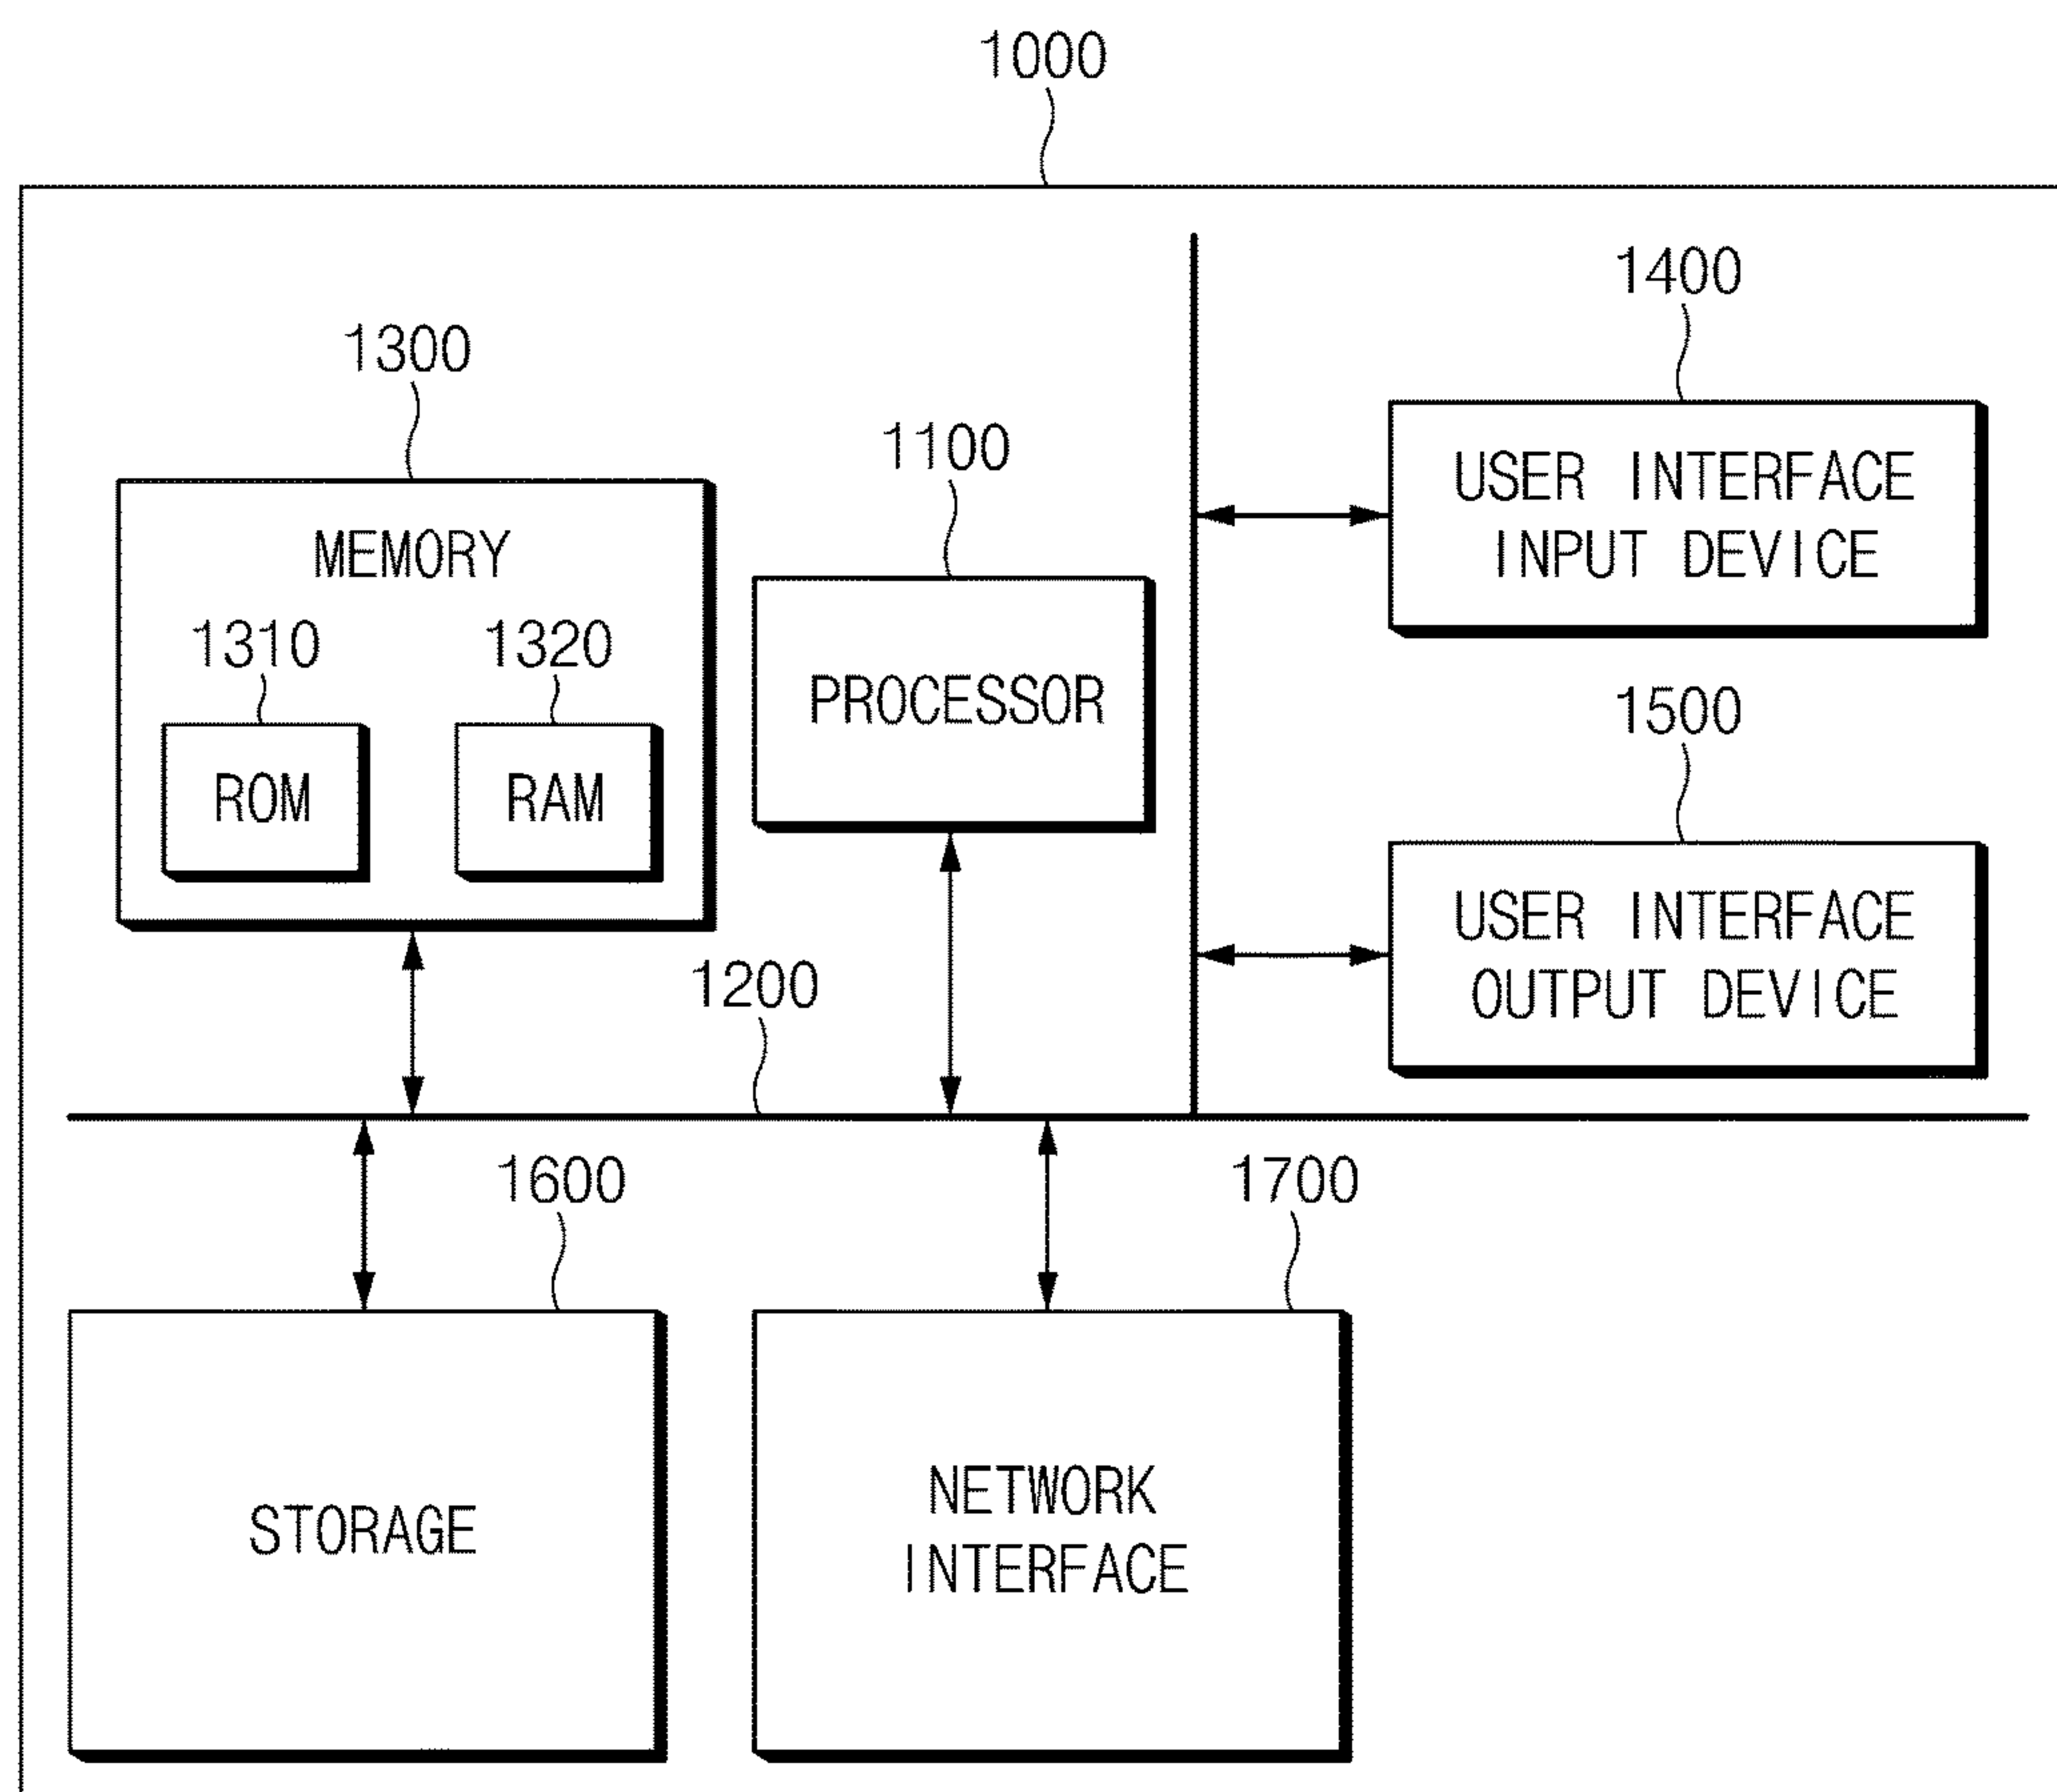 1000
1400
1300
1100
USER INTERFACE
INPUT DEVICE
MEMORY
1310
1320
PROCESSOR
1500
ROM
RAM
USER INTERFACE
OUTPUT DEVICE
1200
1600
1700
STORAGE
NETWORK
INTERFACE